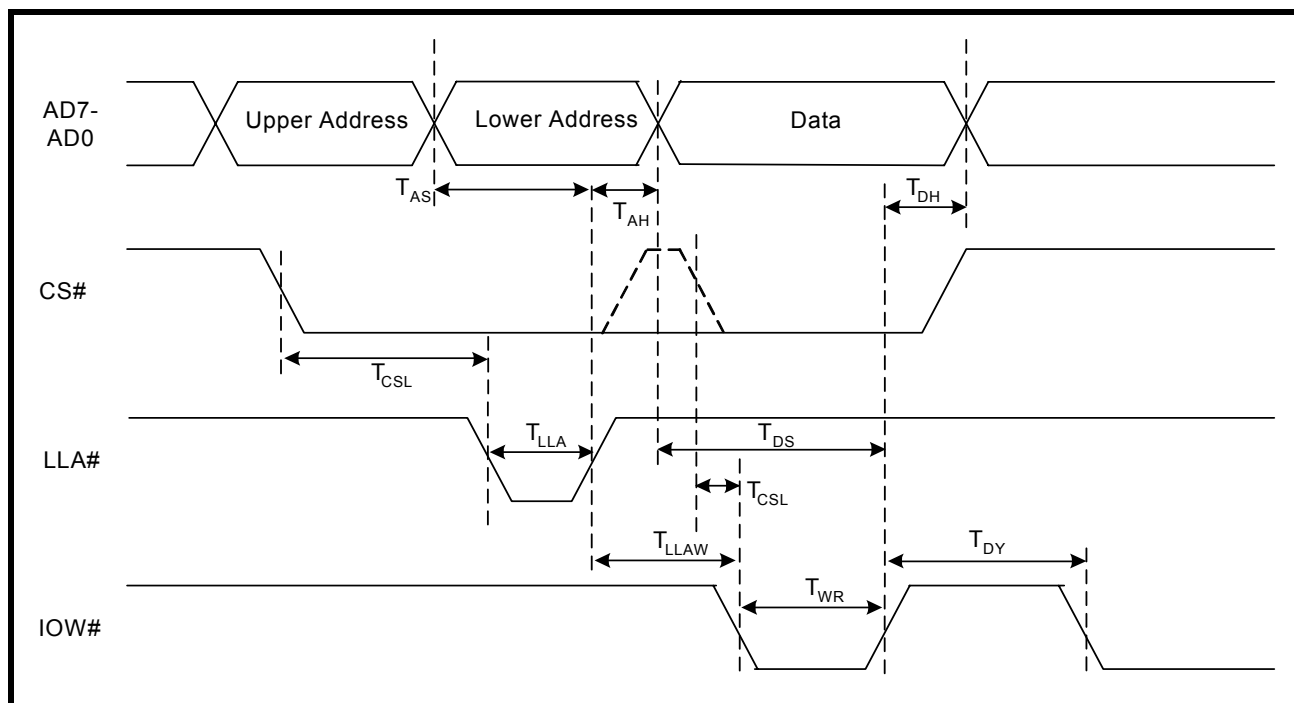 AD7-
AD0
Upper Address
Lower Address
Data
TAS
TAH
TDH
CS#
TCSL
LLA#
TLLA
TDS
TCSL
TLLAW
TDY
TWR
IOW#